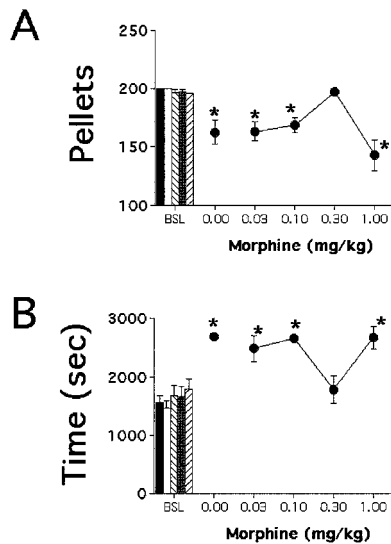 A
Pellets
250
200
150
100
* * * *
BSL 0.00 0.03 0.10 0.30 1.00
Morphine (mg/kg)
B
Time (sec)
3000
2000
1000
0
* * * *
BSL 0.00 0.03 0.10 0.30 1.00
Morphine (mg/kg)